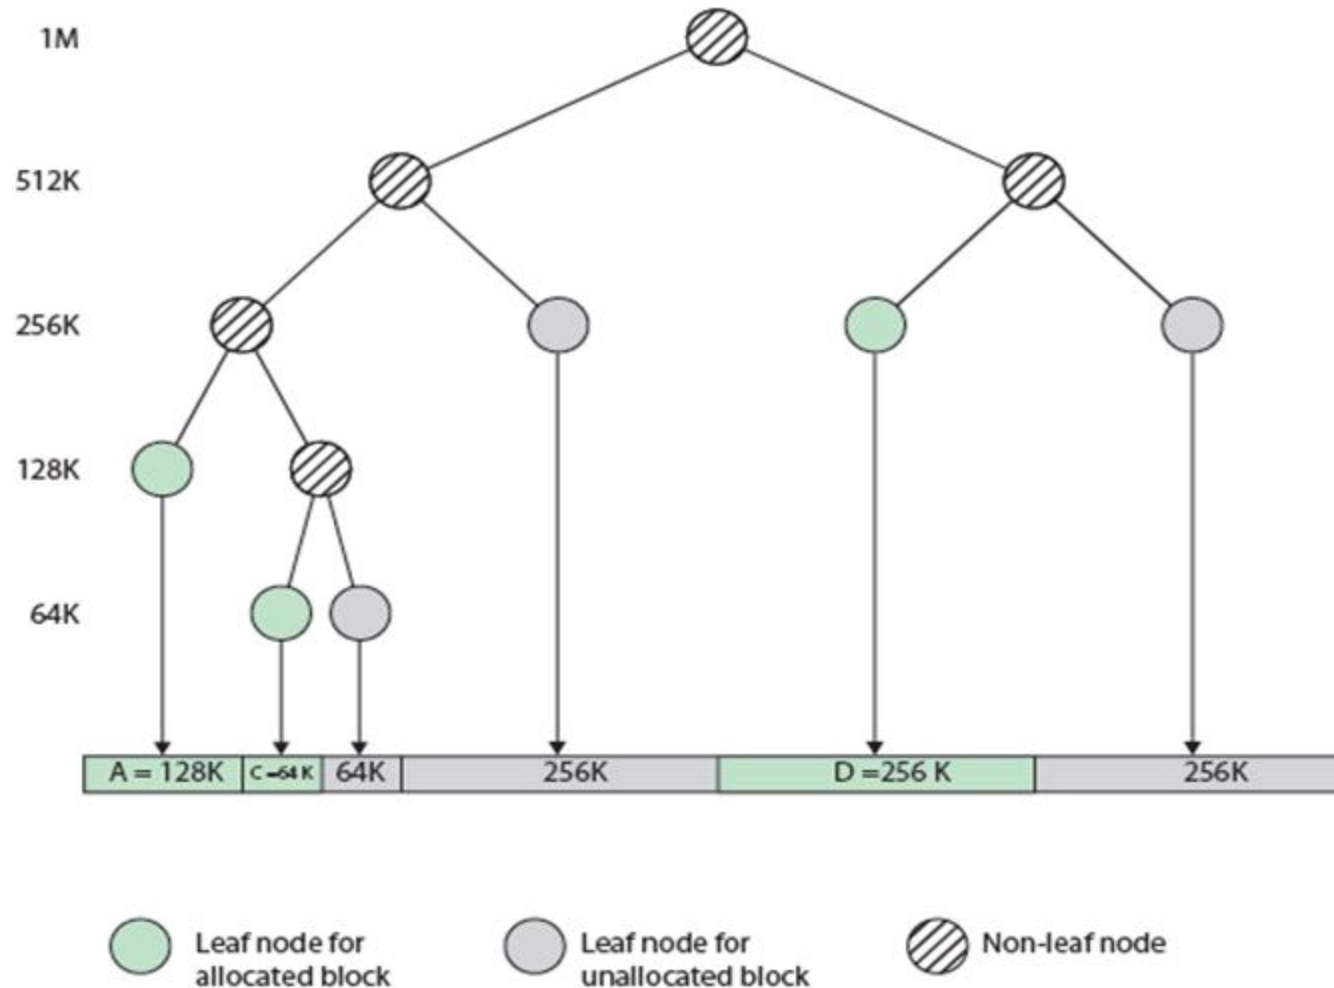 1M
512K
256K
128K
64K
A = 128K
C =64 K
64K
256K
D =256 K
256K
Leaf node for
allocated block
Leaf node for
unallocated block
Non-leaf node